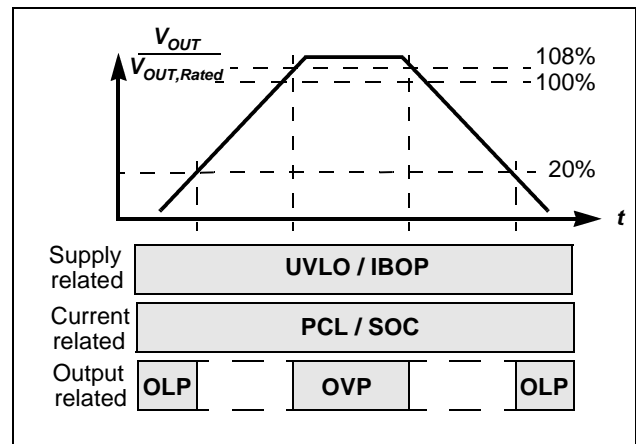 V_OUT
V_OUT,Rated
108%
100%
20%
t
Supply
related
UVLO / IBOP
Current
related
PCL / SOC
Output
related
OLP
OVP
OLP